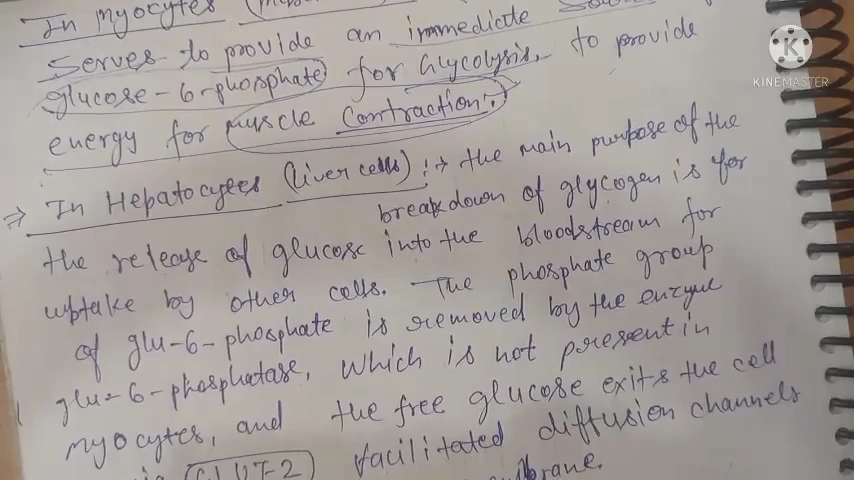 In Myocytes
serves to provide an immediate
glucose-6-phosphate for Glycolysis, to provide
energy for muscle contraction.
KINEMASTER
⇒ In Hepatocytes (Liver cells) :→ the main purpose of the
breakdown of glycogen is for
the release of glucose into the bloodstream for
uptake by other cells. The phosphate group
of glu-6-phosphate is removed by the enzyme
glu-6-phosphatase, which is not present in
myocytes, and the free glucose exits the cell
GLUT-2 facilitated diffusion channels